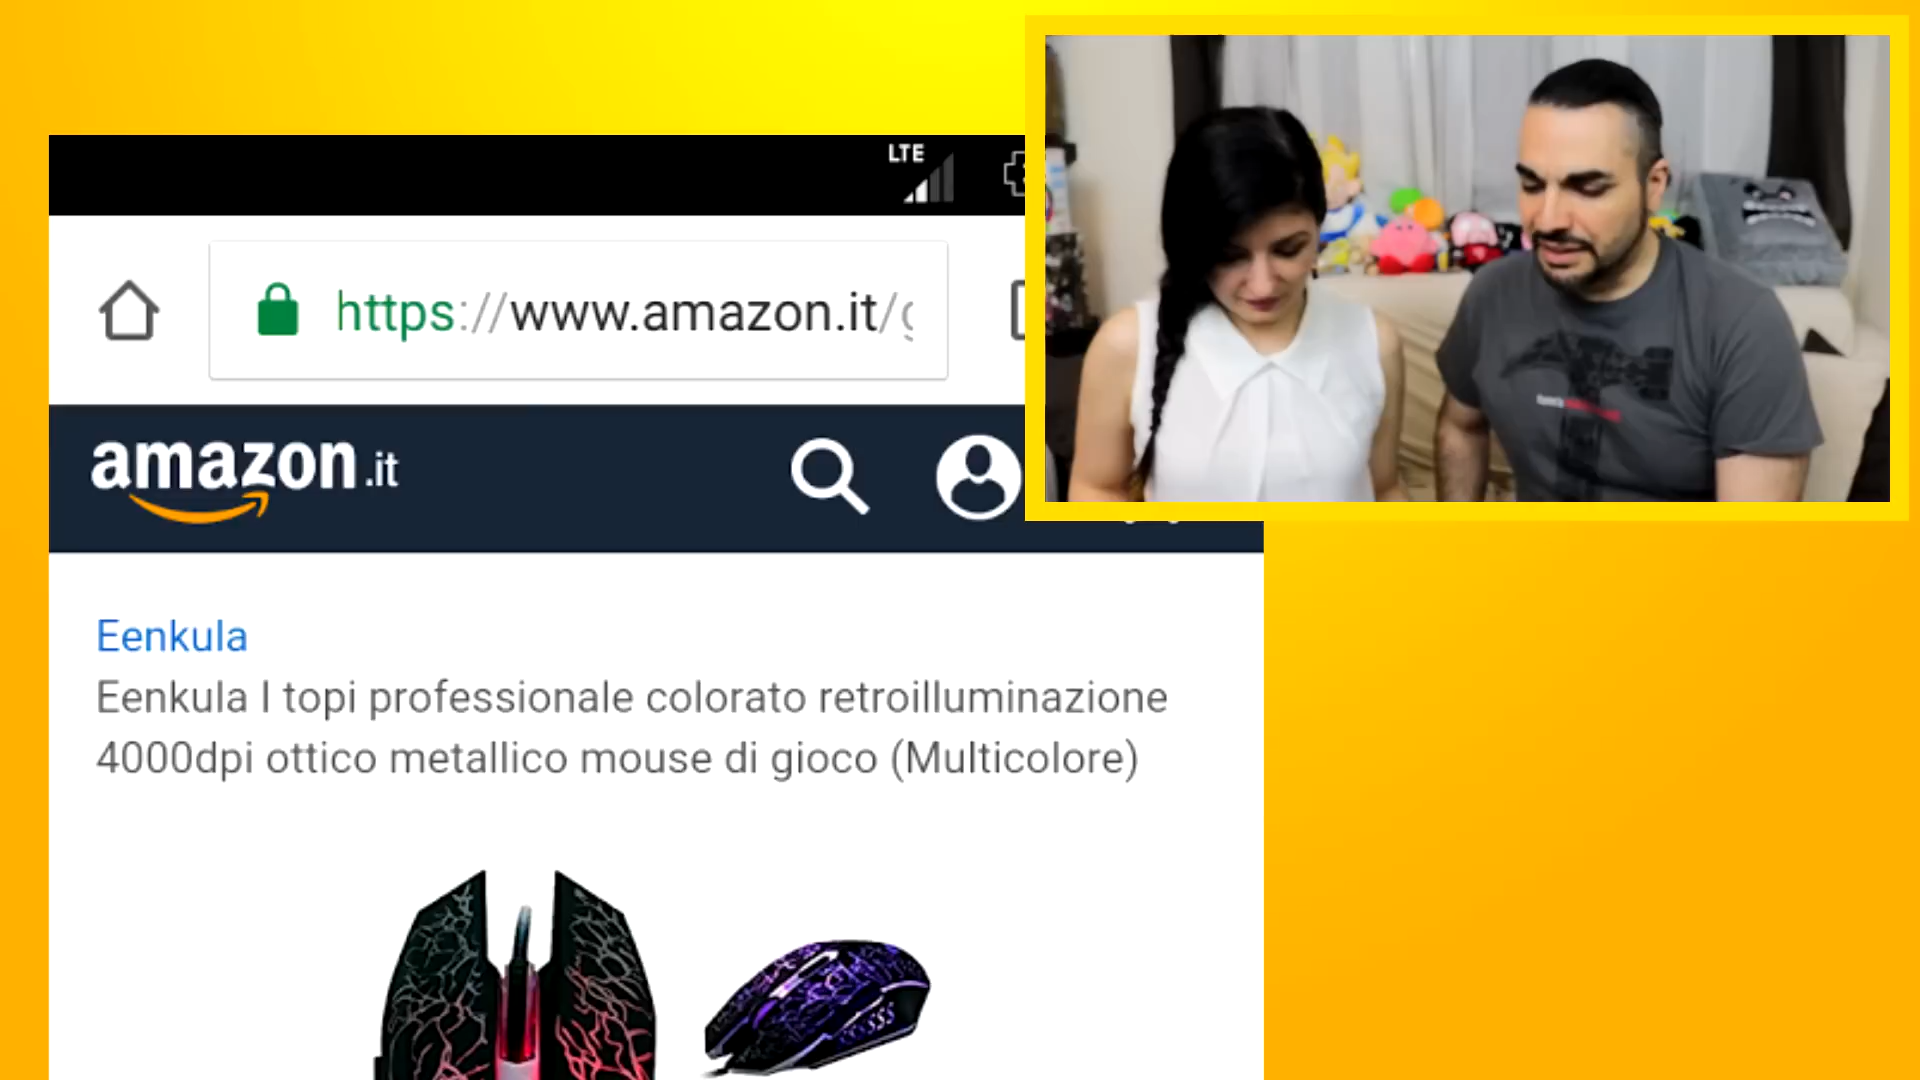 LTE
https://www.amazon.it/g
amazon.it
Eenkula
Eenkula I topi professionale colorato retroilluminazione
4000dpi ottico metallico mouse di gioco (Multicolore)